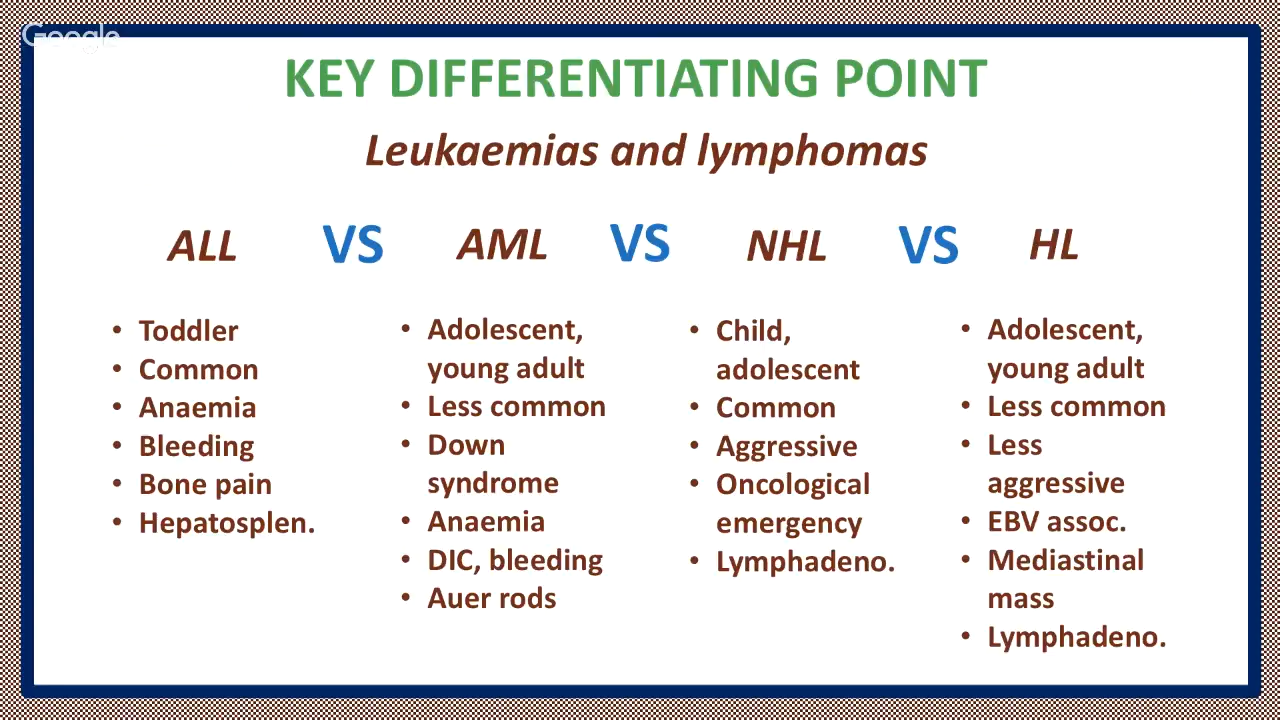 Google
KEY DIFFERENTIATING POINT
Leukaemias and lymphomas
ALL VS AML VS NHL VS HL
• Toddler
• Common
• Anaemia
• Bleeding
• Bone pain
• Hepatosplen.
• Adolescent,
young adult
• Less common
• Down
syndrome
• Anaemia
• DIC, bleeding
• Auer rods
• Child,
adolescent
• Common
• Aggressive
• Oncological
emergency
• Lymphadeno.
• Adolescent,
young adult
• Less common
• Less
aggressive
• EBV assoc.
• Mediastinal
mass
• Lymphadeno.